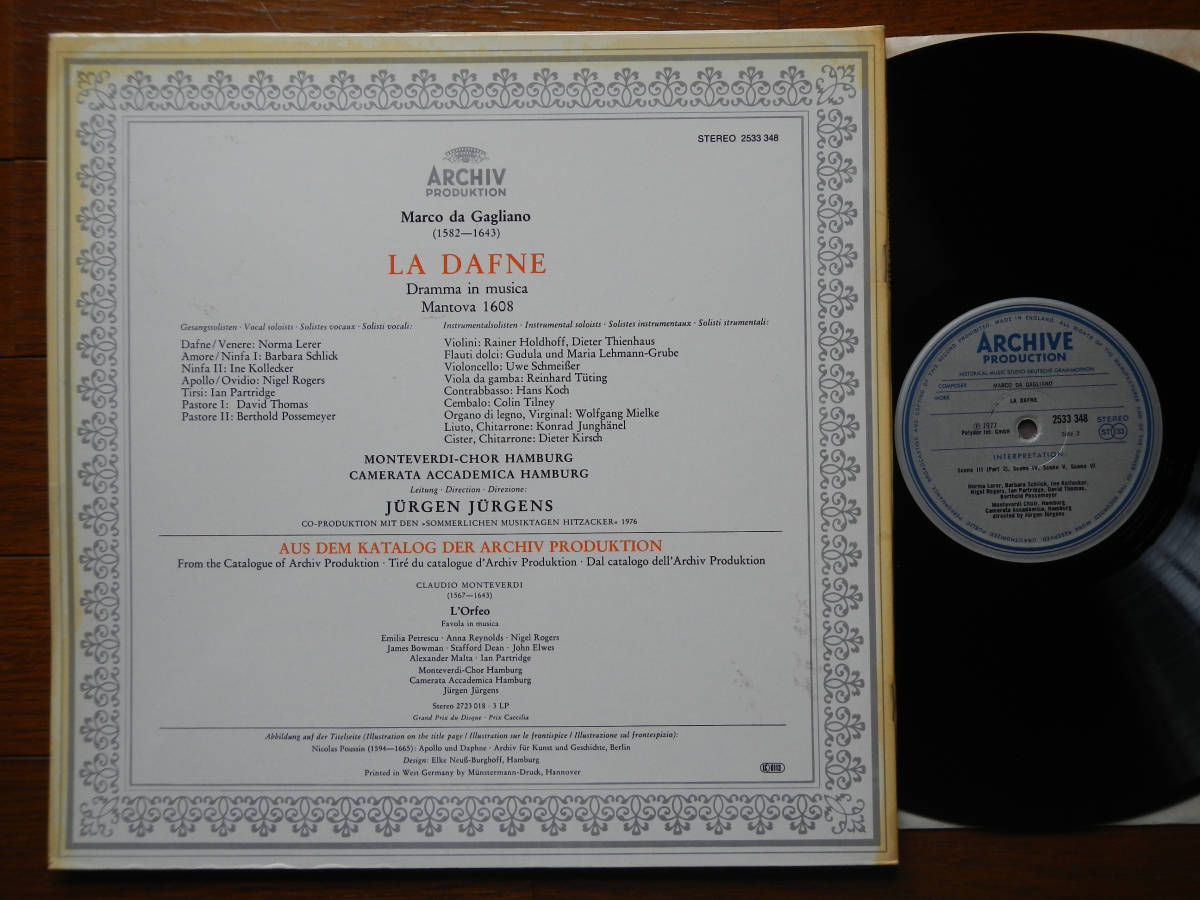 STEREO 2533 348
ARCHIV
PRODUKTION
Marco da Gagliano
(1582—1643)
LA DAFNE
Dramma in musica
Mantova 1608
Gesangssolisten · Vocal soloists · Solistes vocaux · Solisti vocali:
Dafne/Venere: Norma Lerer
Amore/Ninfa I: Barbara Schlick
Ninfa II: Ine Kollecker
Apollo/Ovidio: Nigel Rogers
Tirsi: Ian Partridge
Pastore I: David Thomas
Pastore II: Berthold Possemeyer
Instrumentalsolisten · Instrumental soloists · Solistes instrumentaux · Solisti strumentali:
Violini: Rainer Holdhoff, Dieter Thienhaus
Flauti dolci: Gudula und Maria Lehmann-Grube
Violoncello: Uwe Schmeißer
Viola da gamba: Reinhard Tüting
Contrabbasso: Hans Koch
Cembalo: Colin Tilney
Organo di legno, Virginal: Wolfgang Mielke
Liuto, Chitarrone: Konrad Junghänel
Cister, Chitarrone: Dieter Kirsch
MONTEVERDI-CHOR HAMBURG
CAMERATA ACCADEMICA HAMBURG
Leitung · Direction · Direzione:
JÜRGEN JÜRGENS
CO-PRODUKTION MIT DEN »SOMMERLICHEN MUSIKTAGEN HITZACKER« 1976
AUS DEM KATALOG DER ARCHIV PRODUKTION
From the Catalogue of Archiv Produktion · Tiré du catalogue d'Archiv Produktion · Dal catalogo dell'Archiv Produktion
CLAUDIO MONTEVERDI
(1567—1643)
L'Orfeo
Favola in musica
Emilia Petrescu · Anna Reynolds · Nigel Rogers
James Bowman · Stafford Dean · John Elwes
Alexander Malta · Ian Partridge
Monteverdi-Chor Hamburg
Camerata Accademica Hamburg
Jürgen Jürgens
Stereo 2723 018 · 3 LP
Grand Prix du Disque · Prix Caecilia
Abbildung auf der Titelseite (Illustration on the title page / Illustration sur le frontispice / Illustrazione sul frontespizio):
Nicolas Poussin (1594—1665): Apollo und Daphne · Archiv für Kunst und Geschichte, Berlin
Design: Elke Neuß-Burghoff, Hamburg
Printed in West Germany by Münstermann-Druck, Hannover
ARCHIVE
PRODUCTION
HISTORICAL MUSIC STUDIO DEUTSCHE GRAMMOPHON
COMPOSER MARCO DA GAGLIANO
WORK LA DAFNE
℗ 1977
Polydor Int. GmbH
2533 348 STEREO
Side 2
ST 33
INTERPRETATION
Scene III (Part 2), Scene IV, Scene V, Scene VI
Norma Lerer, Barbara Schlick, Ine Kollecker,
Nigel Rogers, Ian Partridge, David Thomas,
Berthold Possemeyer
Monteverdi Choir, Hamburg
Camerata Accademica, Hamburg
directed by Jürgen Jürgens